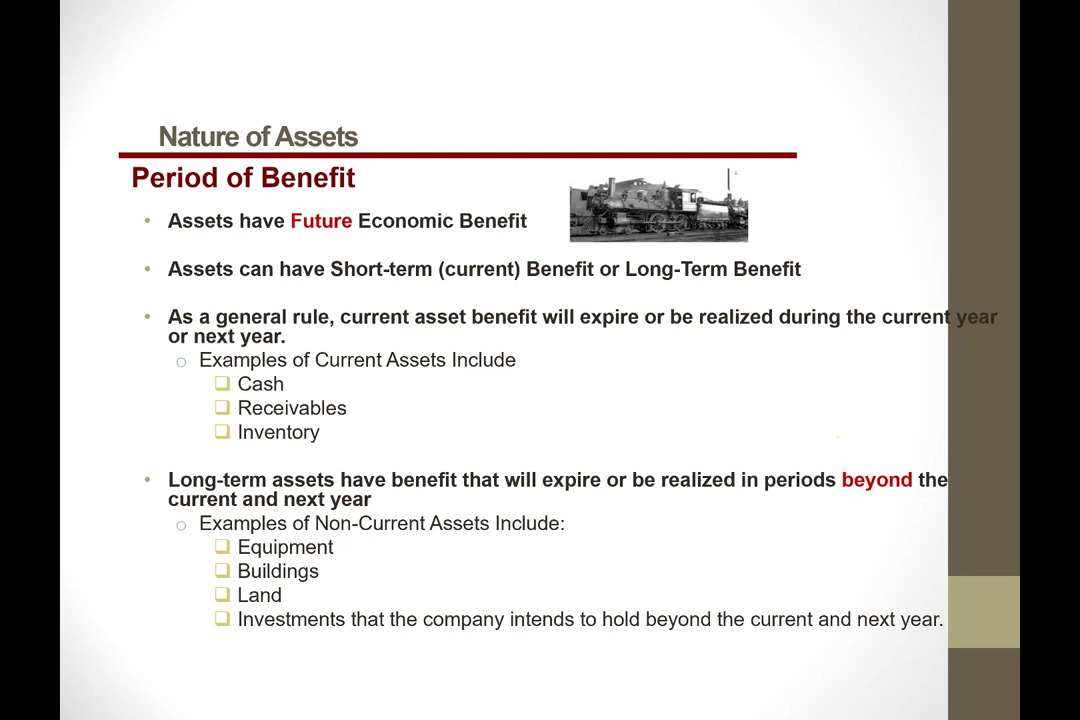 Nature of Assets
Period of Benefit
• Assets have Future Economic Benefit
• Assets can have Short-term (current) Benefit or Long-Term Benefit
• As a general rule, current asset benefit will expire or be realized during the current year
or next year.
o Examples of Current Assets Include
❑ Cash
❑ Receivables
❑ Inventory
• Long-term assets have benefit that will expire or be realized in periods beyond the
current and next year
o Examples of Non-Current Assets Include:
❑ Equipment
❑ Buildings
❑ Land
❑ Investments that the company intends to hold beyond the current and next year.